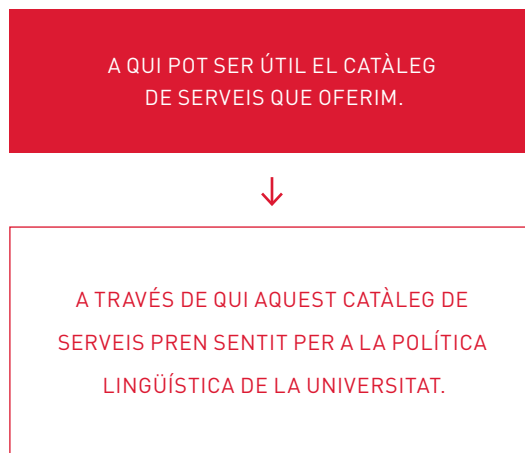 A QUI POT SER ÚTIL EL CATÀLEG
DE SERVEIS QUE OFERIM.
A TRAVÉS DE QUI AQUEST CATÀLEG DE
SERVEIS PREN SENTIT PER A LA POLÍTICA
LINGÜÍSTICA DE LA UNIVERSITAT.